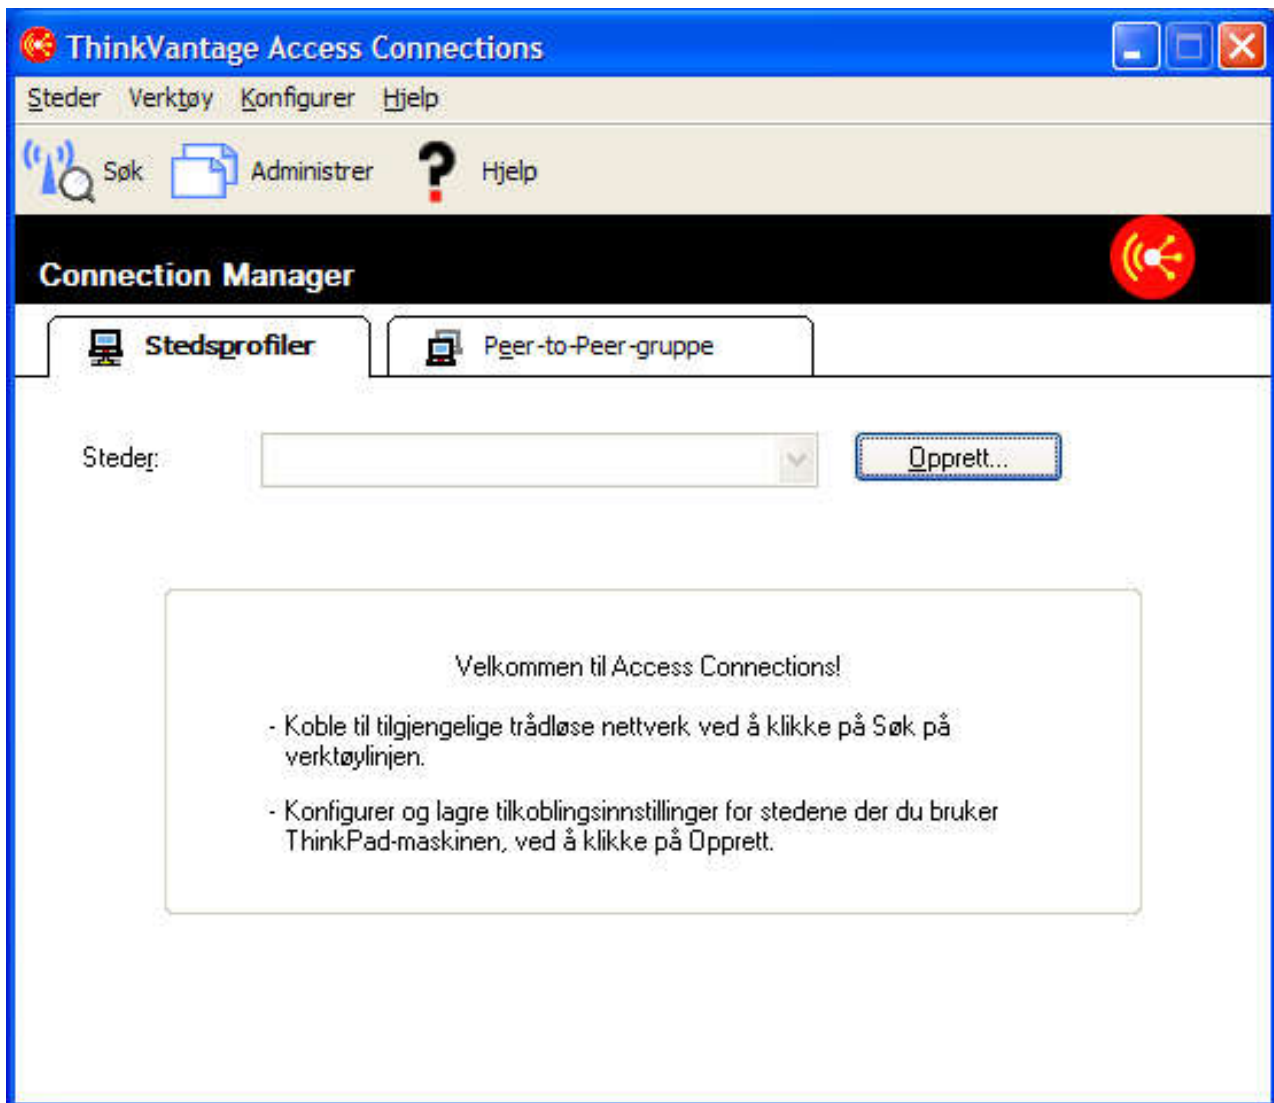 ThinkVantage Access Connections
Steder Verktøy Konfigurer Hjelp
Søk Administrer Hjelp
Connection Manager
Stedsprofiler Peer-to-Peer-gruppe
Steder: Opprett...
Velkommen til Access Connections!
- Koble til tilgjengelige trådløse nettverk ved å klikke på Søk på
verktøylinjen.
- Konfigurer og lagre tilkoblingsinnstillinger for stedene der du bruker
ThinkPad-maskinen, ved å klikke på Opprett.